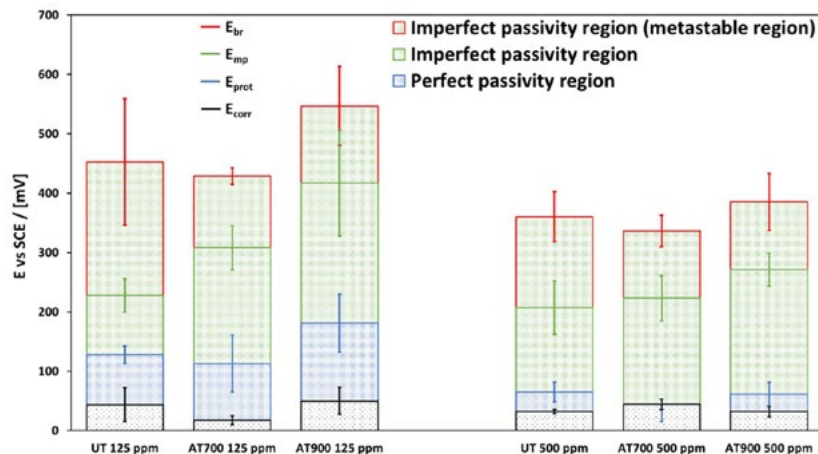 E vs SCE / [mV]
700
600
500
400
300
200
100
0
Ebr
Emp
Eprot
Ecorr
Imperfect passivity region (metastable region)
Imperfect passivity region
Perfect passivity region
UT 125 ppm
AT700 125 ppm
AT900 125 ppm
UT 500 ppm
AT700 500 ppm
AT900 500 ppm